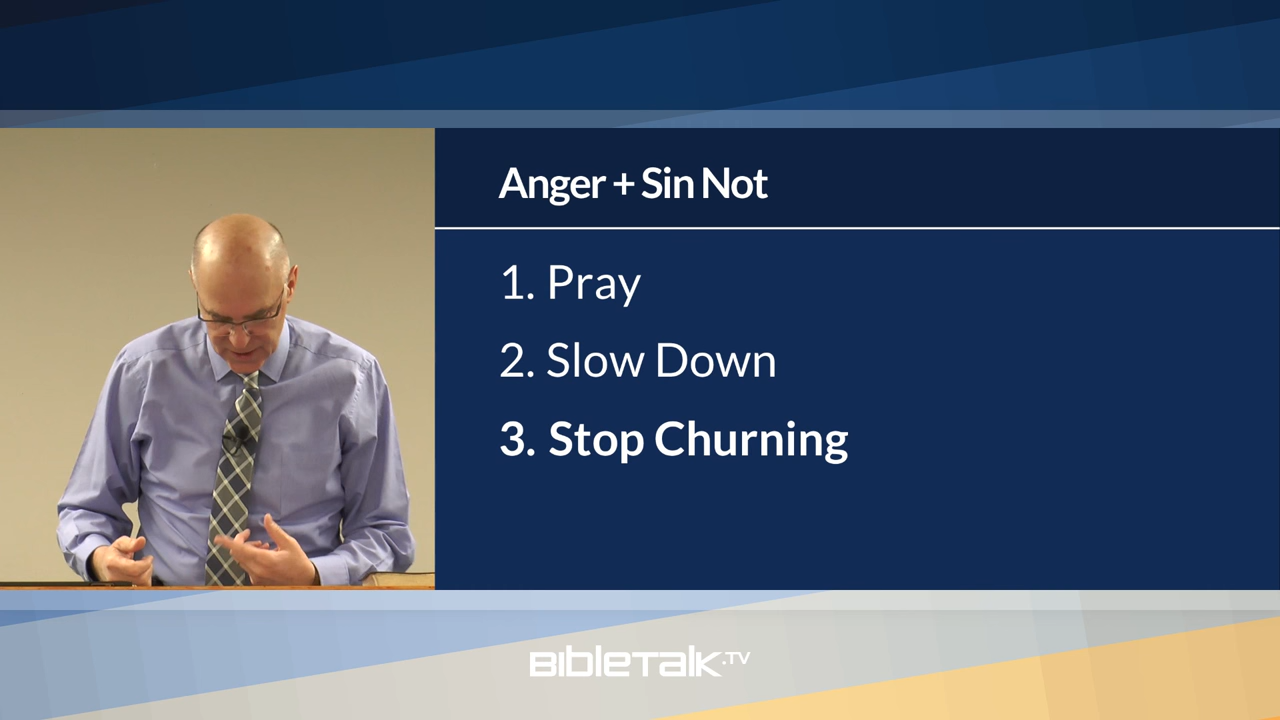 Anger + Sin Not
1. Pray
2. Slow Down
3. Stop Churning
BIBLETALK.TV